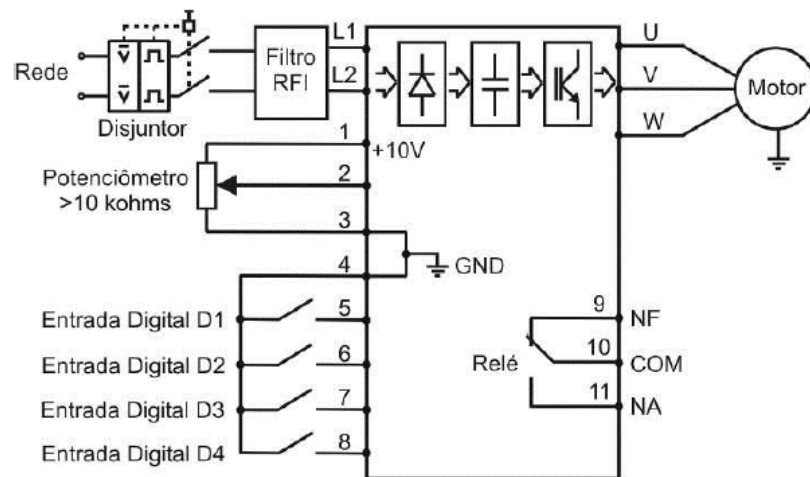 Rede
Disjuntor
Filtro
RFI
L1
L2
U
V
W
Motor
1
+10V
Potenciômetro
>10 kohms
2
3
4
GND
Entrada Digital D1
5
Entrada Digital D2
6
Entrada Digital D3
7
Entrada Digital D4
8
Relé
9
NF
10
COM
11
NA